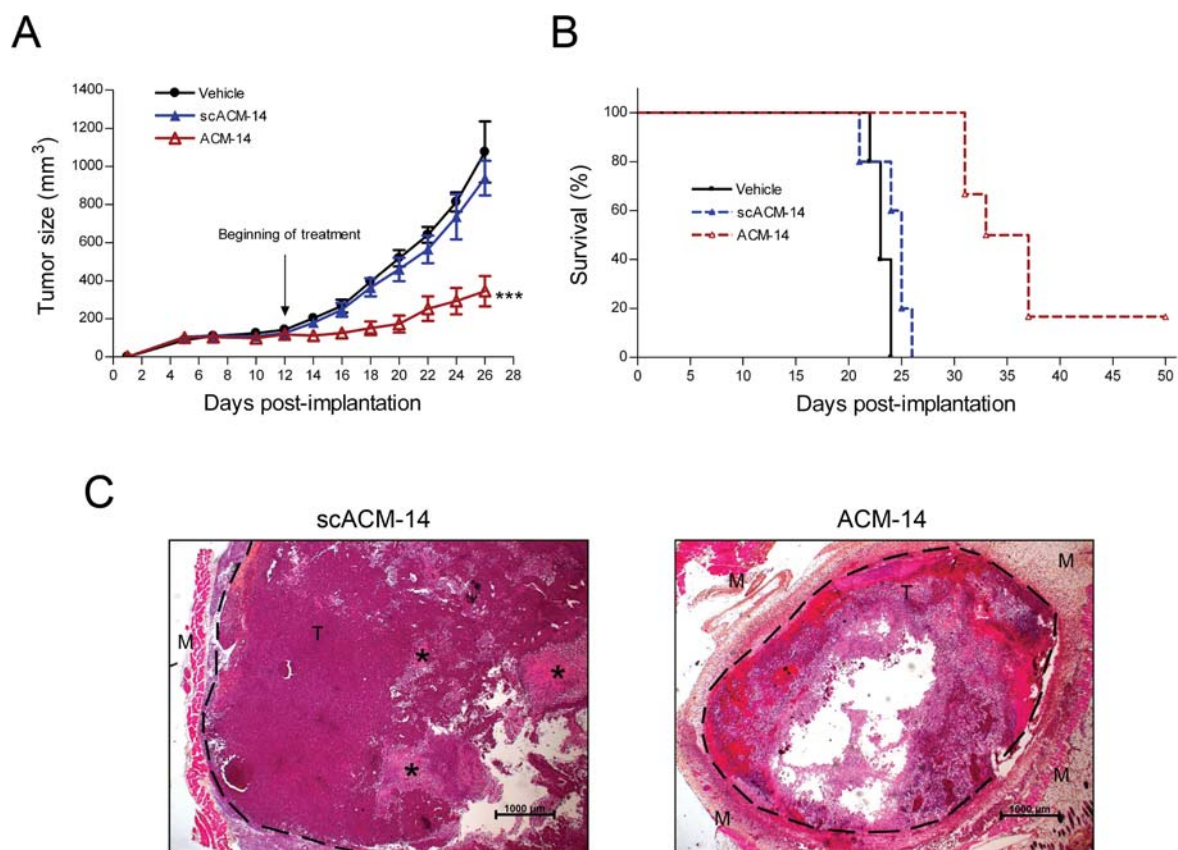 A
Vehicle
scACM-14
ACM-14
Beginning of treatment
***
Tumor size (mm³)
1400
1200
1000
800
600
400
200
0
0 2 4 6 8 10 12 14 16 18 20 22 24 26 28
Days post-implantation
B
Vehicle
scACM-14
ACM-14
Survival (%)
100
80
60
40
20
0
0 5 10 15 20 25 30 35 40 45 50
Days post-implantation
C
scACM-14
M
T
*
*
*
1000 µm
ACM-14
M
M
T
M
M
1000 µm